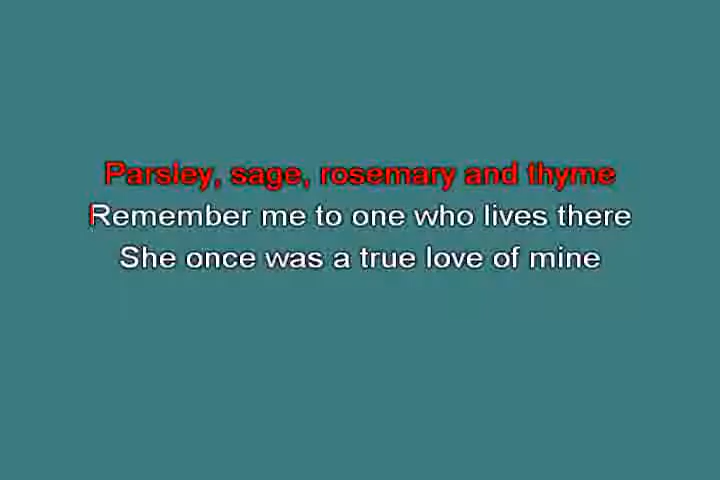 Parsley, sage, rosemary and thyme
Remember me to one who lives there
She once was a true love of mine